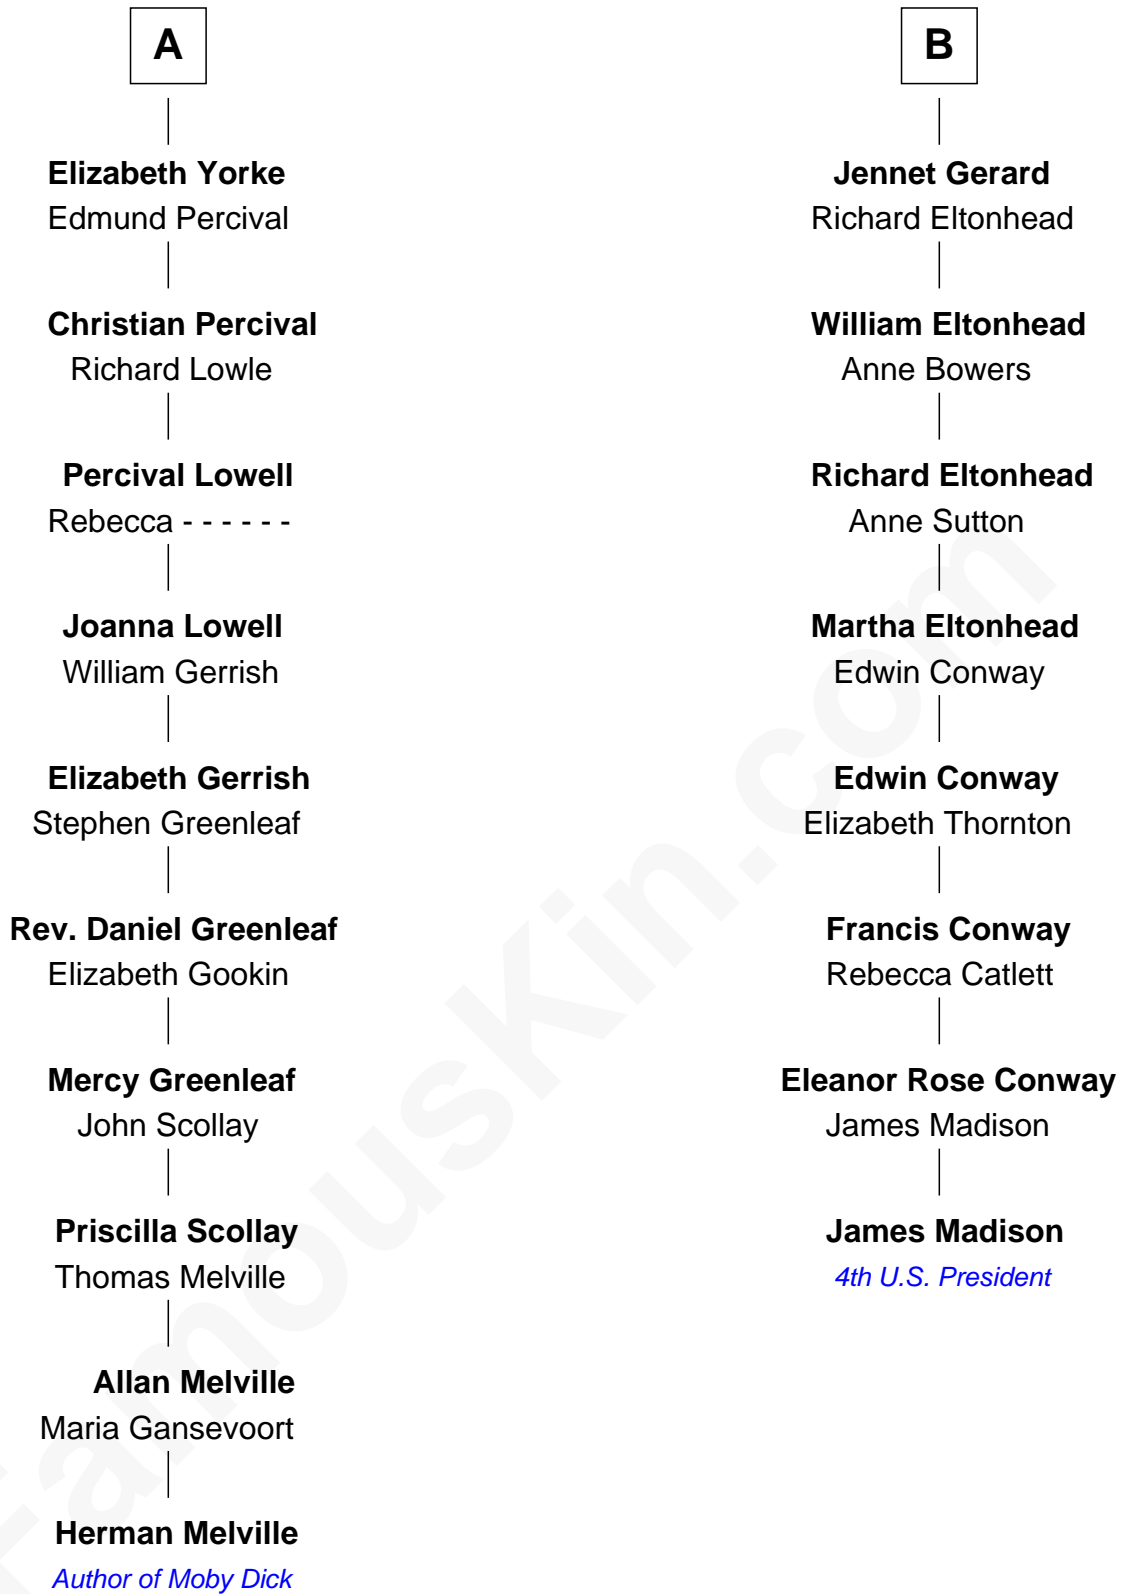 A
Elizabeth Yorke
Edmund Percival
Christian Percival
Richard Lowle
Percival Lowell
Rebecca - - - - - -
Joanna Lowell
William Gerrish
Elizabeth Gerrish
Stephen Greenleaf
Rev. Daniel Greenleaf
Elizabeth Gookin
Mercy Greenleaf
John Scollay
Priscilla Scollay
Thomas Melville
Allan Melville
Maria Gansevoort
Herman Melville
Author of Moby Dick
B
Jennet Gerard
Richard Eltonhead
William Eltonhead
Anne Bowers
Richard Eltonhead
Anne Sutton
Martha Eltonhead
Edwin Conway
Edwin Conway
Elizabeth Thornton
Francis Conway
Rebecca Catlett
Eleanor Rose Conway
James Madison
James Madison
4th U.S. President
FamousKin.com